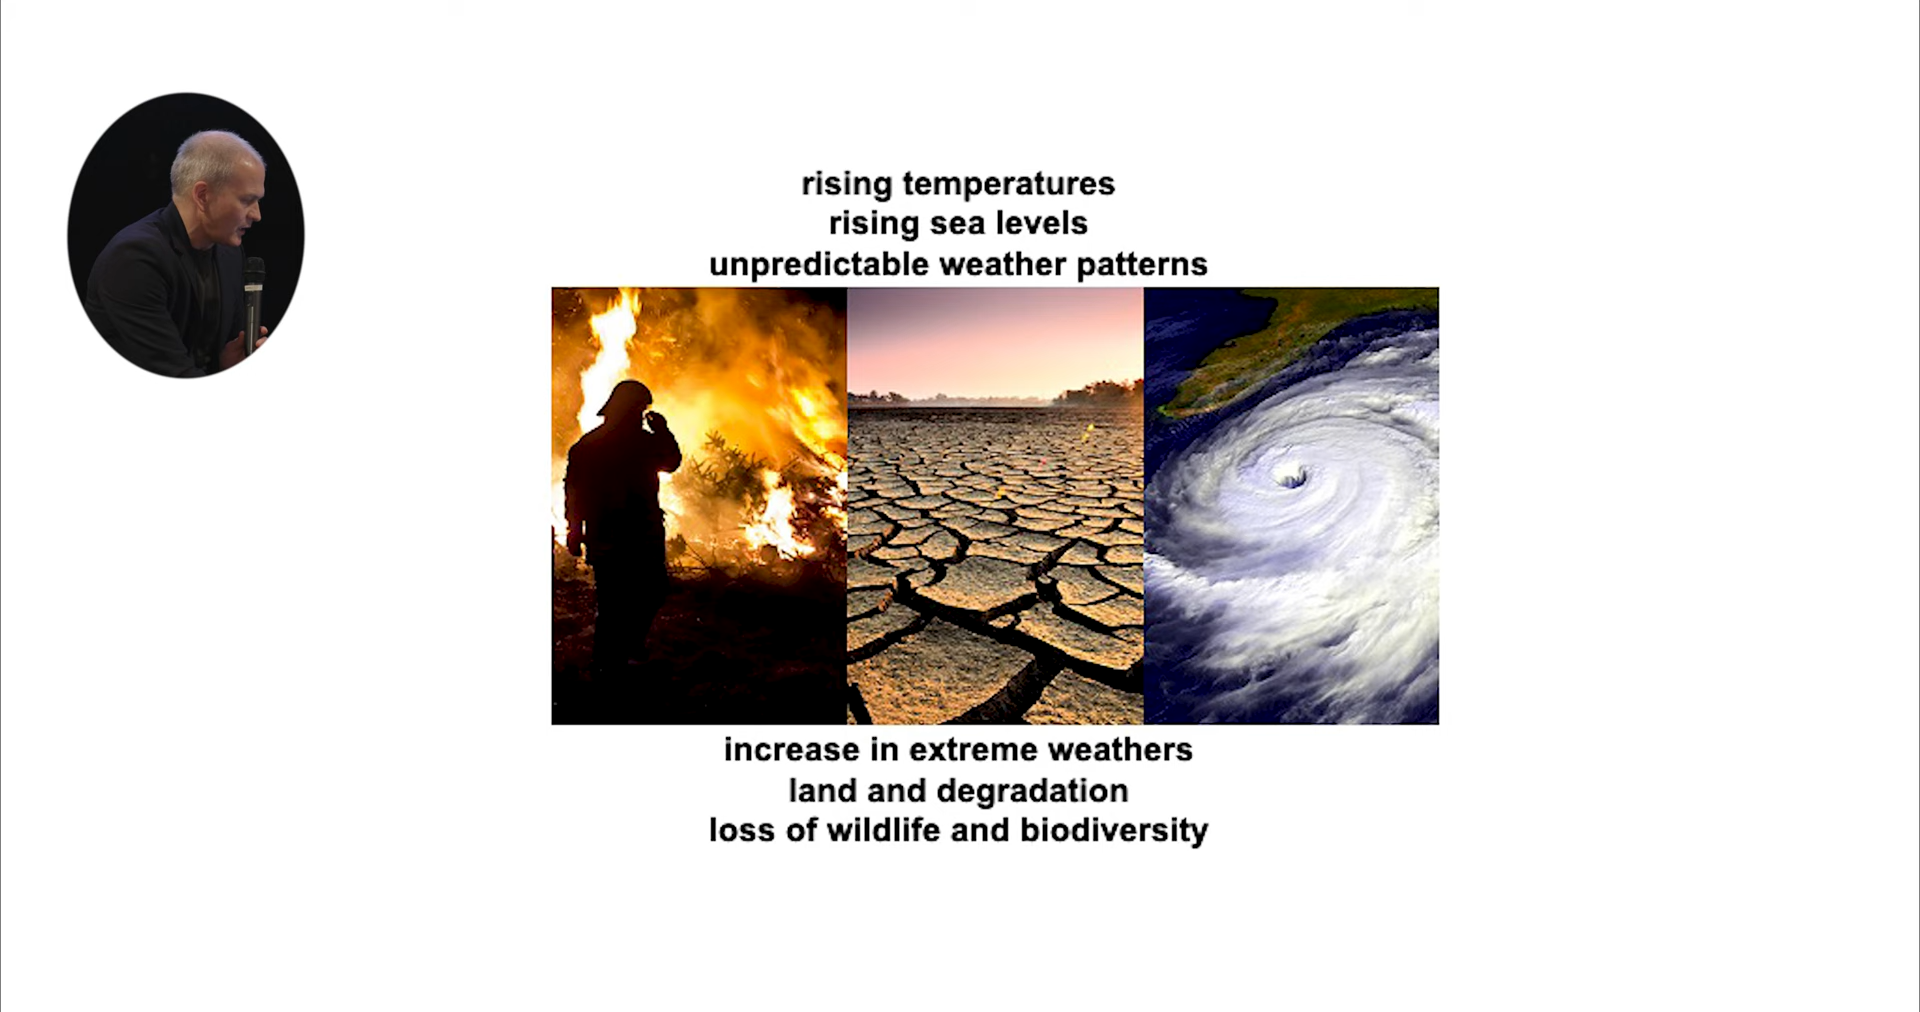 rising temperatures
rising sea levels
unpredictable weather patterns
increase in extreme weathers
land and degradation
loss of wildlife and biodiversity